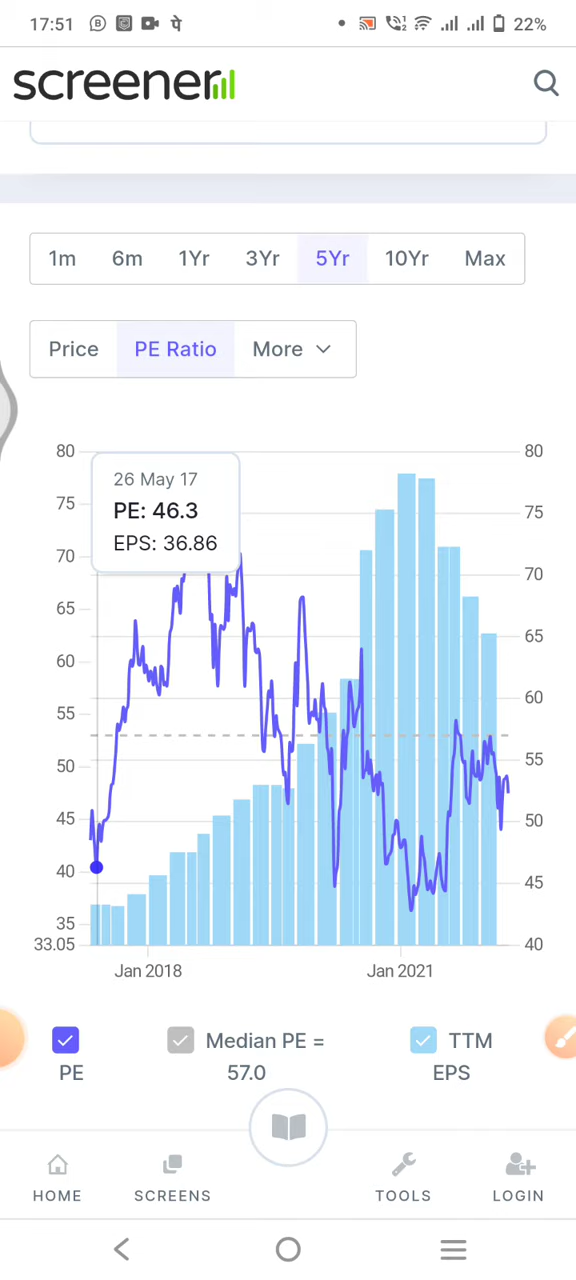 17:51 B पे 22%
screener
1m 6m 1Yr 3Yr 5Yr 10Yr Max
Price PE Ratio More
80 80
26 May 17
75 PE: 46.3 75
EPS: 36.86
70 70
65 65
60 60
55 55
50 50
45 45
40
35
33.05 40
Jan 2018 Jan 2021
PE
Median PE =
57.0
TTM
EPS
HOME SCREENS TOOLS LOGIN